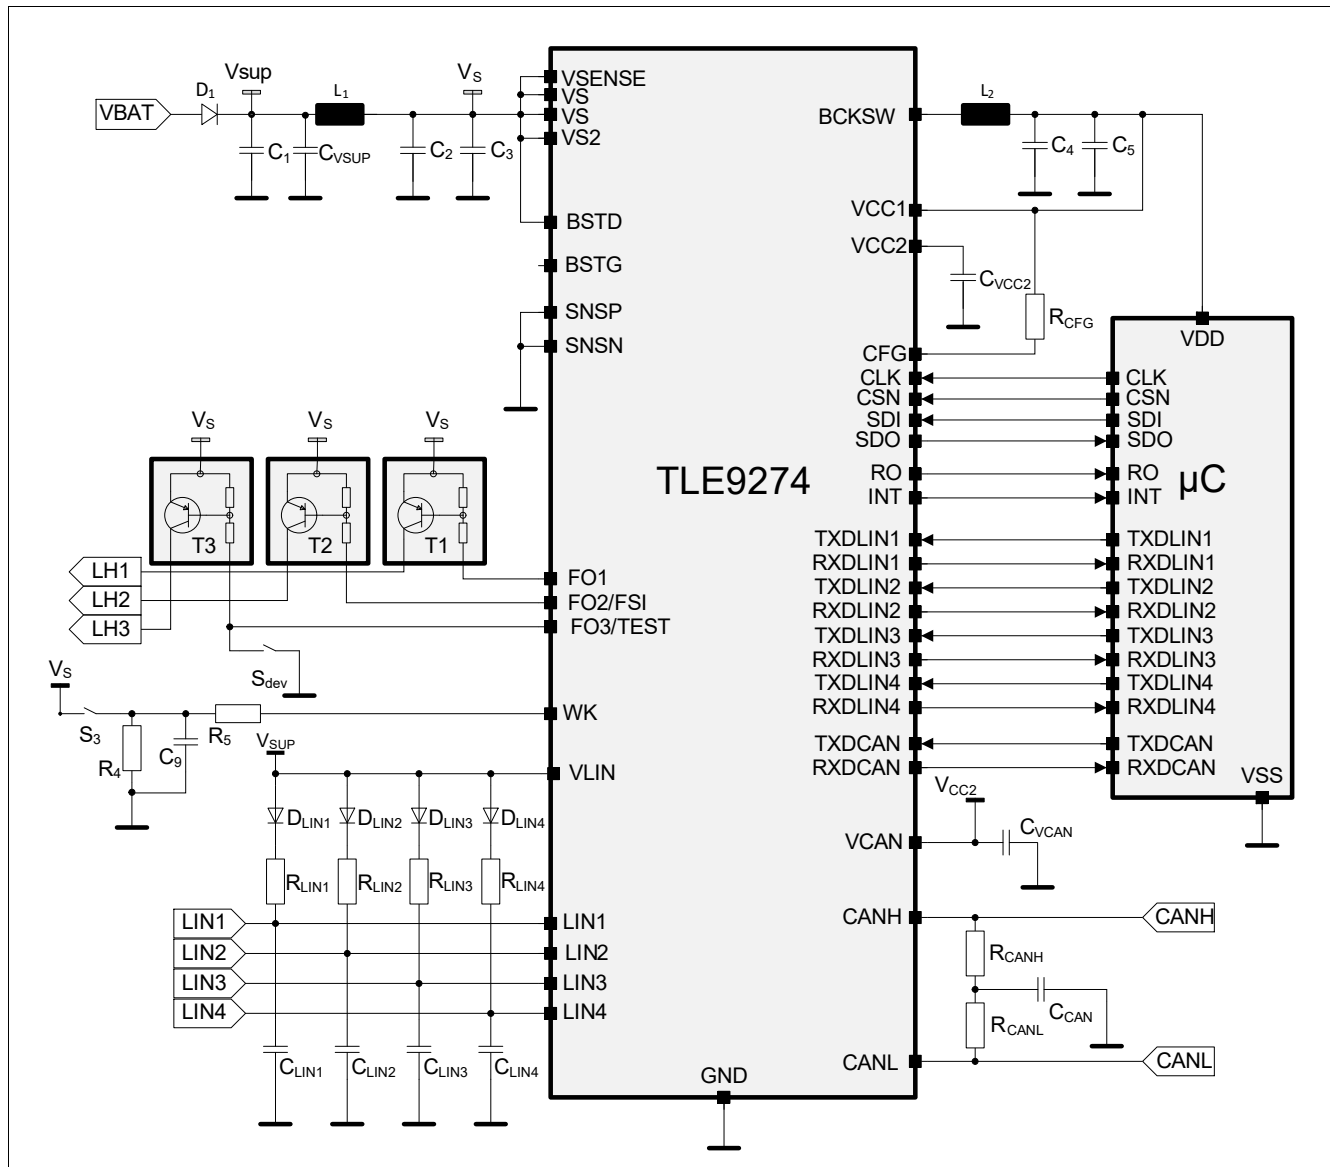 Vsup
VS
D1
L1
VBAT
C1
CVSUP
C2
C3
VSENSE
VS
VS
VS2
BSTD
BSTG
SNSP
SNSN
BCKSW
L2
C4
C5
VCC1
VCC2
CVCC2
RCFG
CFG
CLK
CSN
SDI
SDO
RO
INT
TLE9274
VDD
CLK
CSN
SDI
SDO
RO
INT
µC
VS
VS
VS
T3
T2
T1
LH1
LH2
LH3
FO1
FO2/FSI
FO3/TEST
Sdev
TXDLIN1
RXDLIN1
TXDLIN2
RXDLIN2
TXDLIN3
RXDLIN3
TXDLIN4
RXDLIN4
TXDCAN
RXDCAN
TXDLIN1
RXDLIN1
TXDLIN2
RXDLIN2
TXDLIN3
RXDLIN3
TXDLIN4
RXDLIN4
TXDCAN
RXDCAN
VSS
VS
S3
R4
C9
R5
WK
VSUP
VLIN
DLIN1
DLIN2
DLIN3
DLIN4
RLIN1
RLIN2
RLIN3
RLIN4
LIN1
LIN2
LIN3
LIN4
LIN1
LIN2
LIN3
LIN4
CLIN1
CLIN2
CLIN3
CLIN4
VCC2
CVCAN
VCAN
CANH
CANH
RCANH
CCAN
RCANL
CANL
CANL
GND